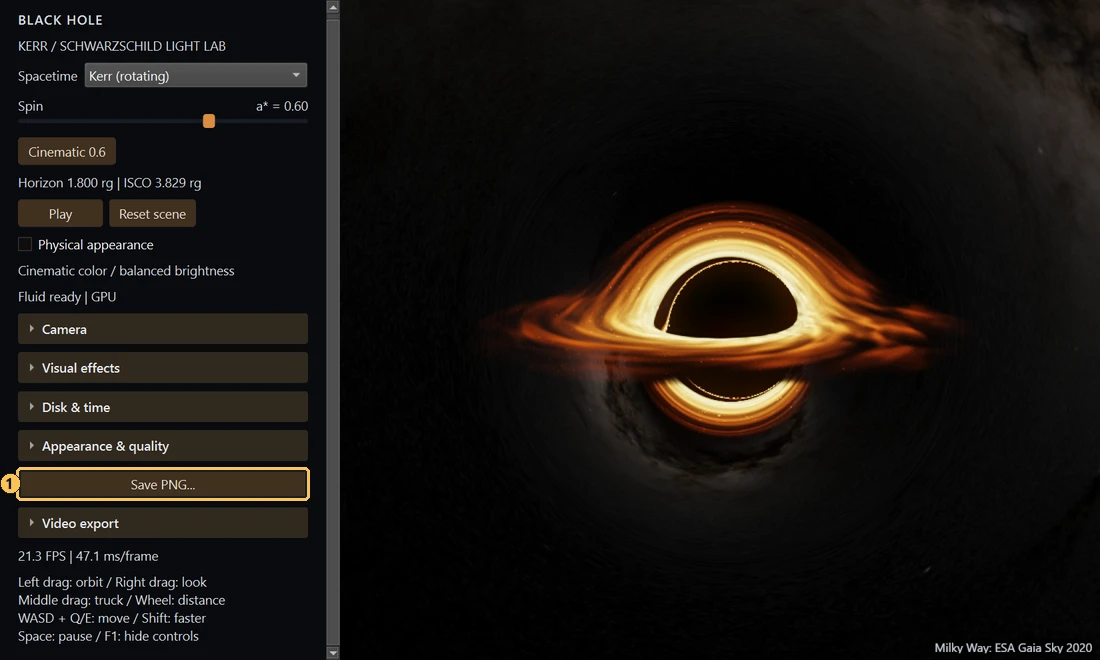 BLACK HOLE
KERR / SCHWARZSCHILD LIGHT LAB
Spacetime Kerr (rotating)
Spin a* = 0.60
Cinematic 0.6
Horizon 1.800 rg | ISCO 3.829 rg
Play Reset scene
Physical appearance
Cinematic color / balanced brightness
Fluid ready | GPU
Camera
Visual effects
Disk & time
Appearance & quality
1 Save PNG...
Video export
21.3 FPS | 47.1 ms/frame
Left drag: orbit / Right drag: look
Middle drag: truck / Wheel: distance
WASD + Q/E: move / Shift: faster
Space: pause / F1: hide controls
Milky Way: ESA Gaia Sky 2020